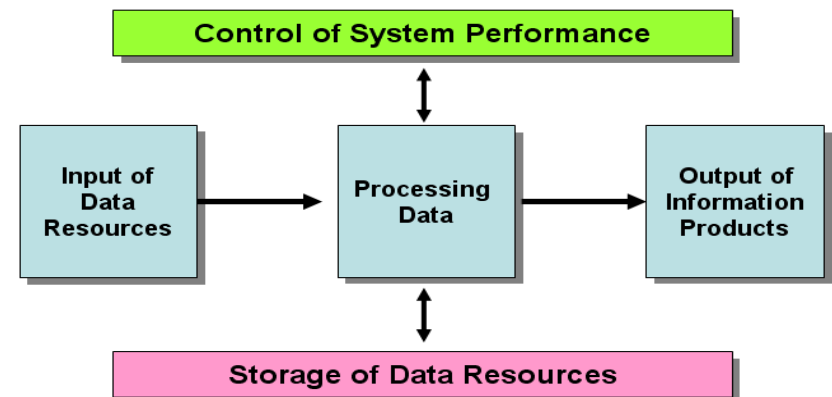 Control of System Performance
Input of
Data
Resources
Processing
Data
Output of
Information
Products
Storage of Data Resources